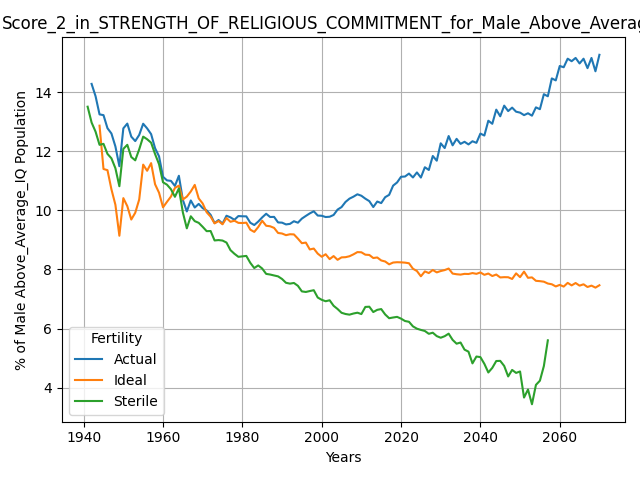 Score_2_in_STRENGTH_OF_RELIGIOUS_COMMITMENT_for_Male_Above_Averag
% of Male Above_Average_IQ Population
14
12
10
8
6
4
Fertility
Actual
Ideal
Sterile
1940 1960 1980 2000 2020 2040 2060
Years